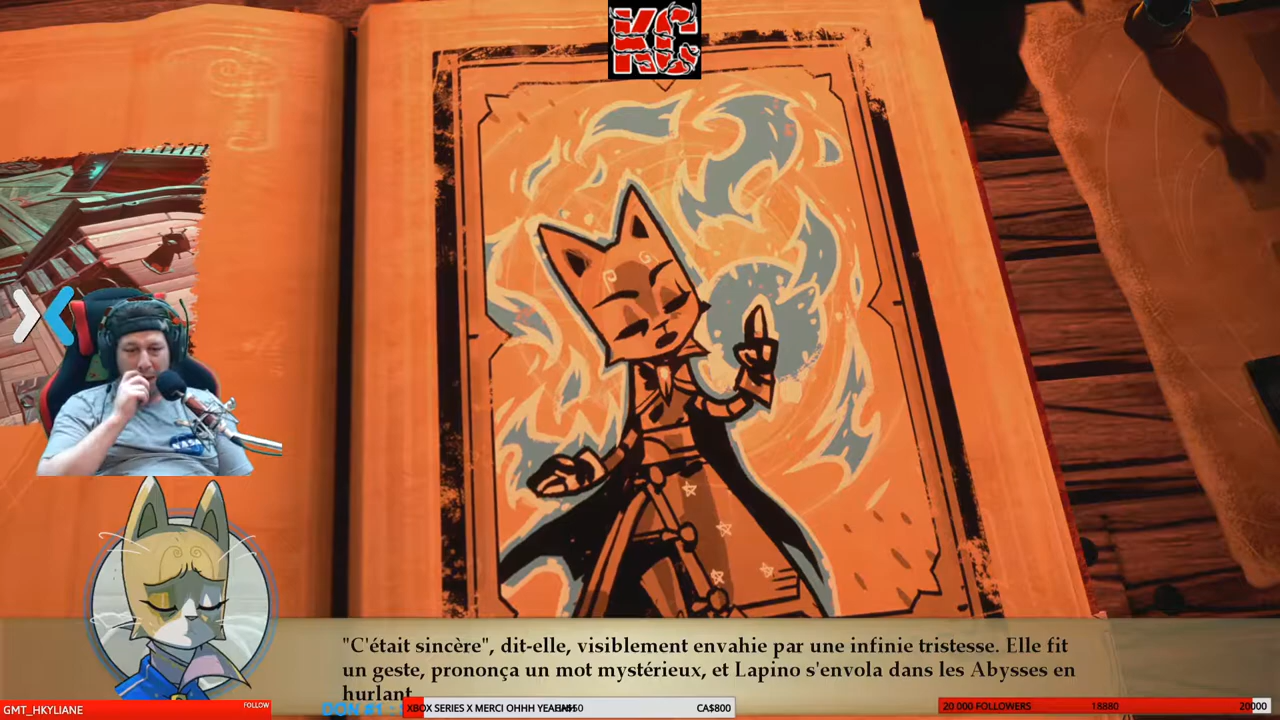 KC
"C'était sincère", dit-elle, visiblement envahie par une infinie tristesse. Elle fit
un geste, prononça un mot mystérieux, et Lapino s'envola dans les Abysses en
hurlant
GMT_HKYLIANE
FOLLOW
DON #1 -
XBOX SERIES X MERCI OHHH YEAH
CA$800
20 000 FOLLOWERS
18880
20000